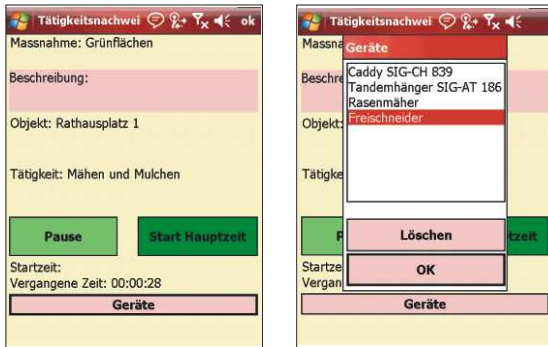 Tätigkeitsnachwei ok
Massnahme: Grünflächen
Beschreibung:
Objekt: Rathausplatz 1
Tätigkeit: Mähen und Mulchen
Pause
Start Hauptzeit
Startzeit:
Vergangene Zeit: 00:00:28
Geräte
Tätigkeitsnachwei
Massna
Geräte
Beschre
Caddy SIG-CH 839
Tandemhänger SIG-AT 186
Rasenmäher
Freischneider
Objekt:
Tätigke
P
Löschen
tzeit
Startze
OK
Vergan
Geräte